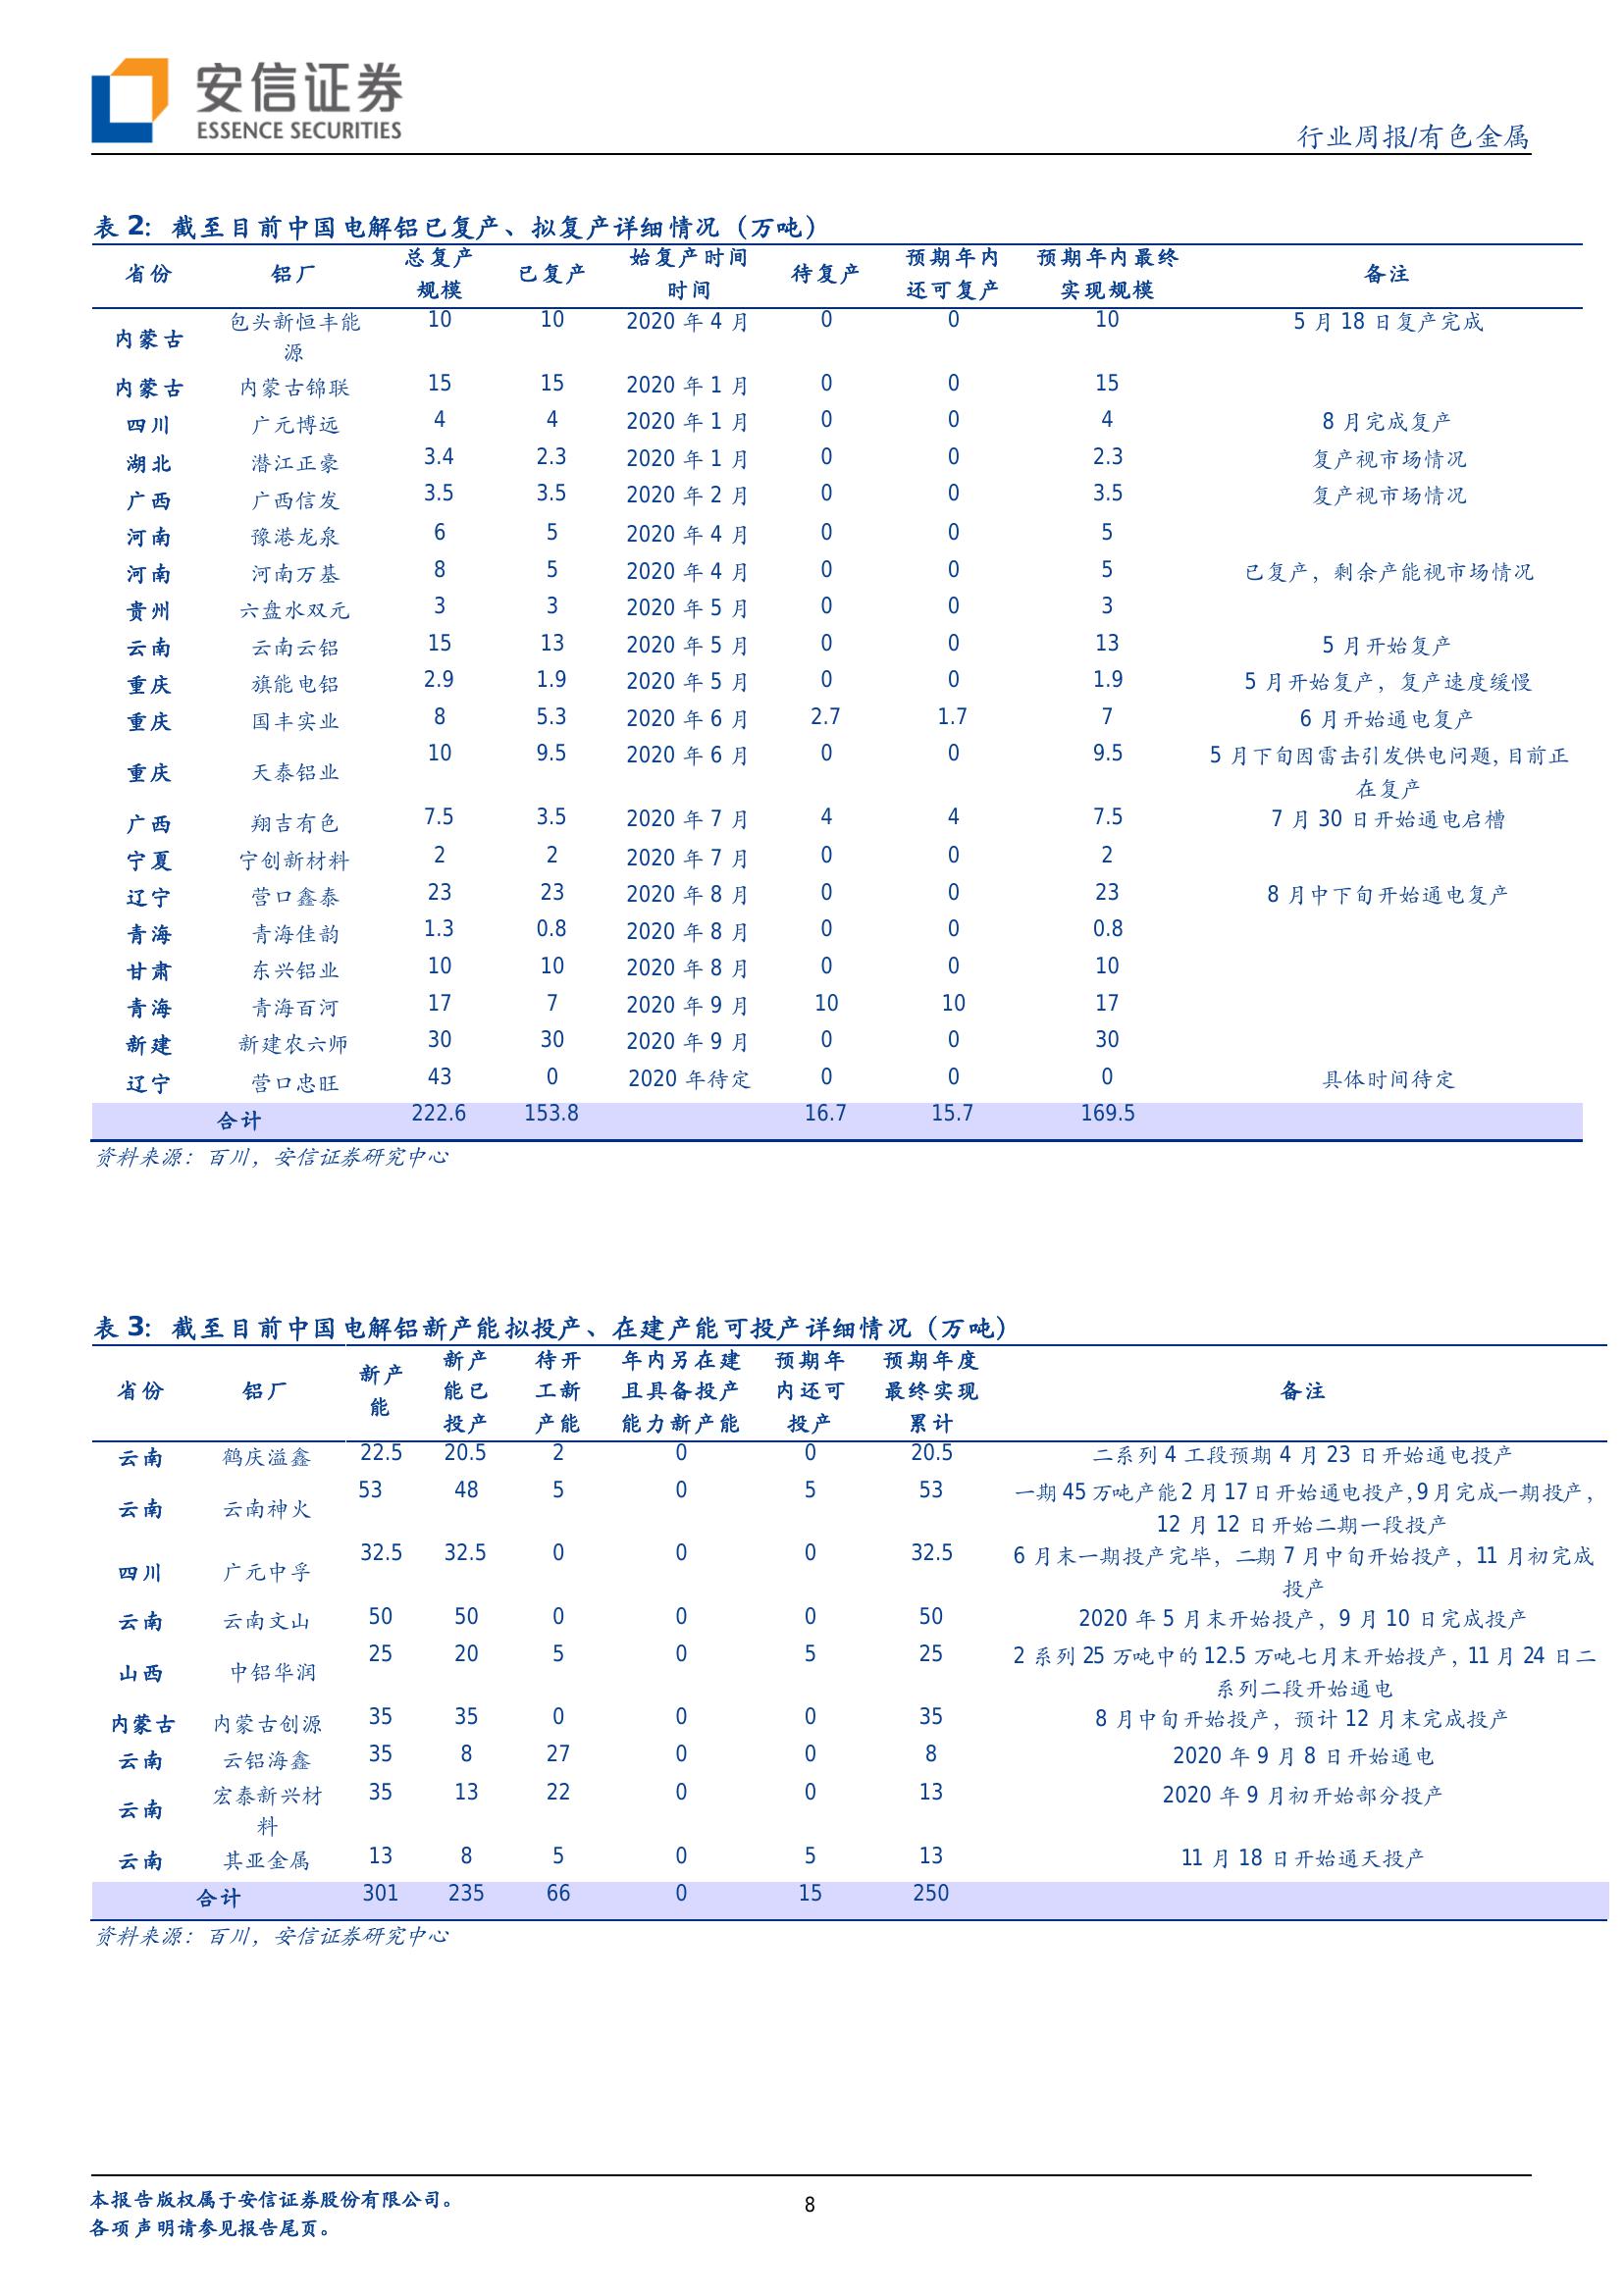 安信证券
ESSENCE SECURITIES
行业周报/有色金属
表 2：截至目前中国电解铝已复产、拟复产详细情况（万吨）
省份 铝厂 总复产规模 已复产 始复产时间时间 待复产 预期年内还可复产 预期年内最终实现规模 备注
内蒙古 包头新恒丰能源 10 10 2020 年 4 月 0 0 10 5 月 18 日复产完成
内蒙古 内蒙古锦联 15 15 2020 年 1 月 0 0 15
四川 广元博远 4 4 2020 年 1 月 0 0 4 8 月完成复产
湖北 潜江正豪 3.4 2.3 2020 年 1 月 0 0 2.3 复产视市场情况
广西 广西信发 3.5 3.5 2020 年 2 月 0 0 3.5 复产视市场情况
河南 豫港龙泉 6 5 2020 年 4 月 0 0 5
河南 河南万基 8 5 2020 年 4 月 0 0 5 已复产，剩余产能视市场情况
贵州 六盘水双元 3 3 2020 年 5 月 0 0 3
云南 云南云铝 15 13 2020 年 5 月 0 0 13 5 月开始复产
重庆 旗能电铝 2.9 1.9 2020 年 5 月 0 0 1.9 5 月开始复产，复产速度缓慢
重庆 国丰实业 8 5.3 2020 年 6 月 2.7 1.7 7 6 月开始通电复产
重庆 天泰铝业 10 9.5 2020 年 6 月 0 0 9.5 5 月下旬因雷击引发供电问题,目前正在复产
广西 翔吉有色 7.5 3.5 2020 年 7 月 4 4 7.5 7 月 30 日开始通电启槽
宁夏 宁创新材料 2 2 2020 年 7 月 0 0 2
辽宁 营口鑫泰 23 23 2020 年 8 月 0 0 23 8 月中下旬开始通电复产
青海 青海佳韵 1.3 0.8 2020 年 8 月 0 0 0.8
甘肃 东兴铝业 10 10 2020 年 8 月 0 0 10
青海 青海百河 17 7 2020 年 9 月 10 10 17
新建 新建农六师 30 30 2020 年 9 月 0 0 30
辽宁 营口忠旺 43 0 2020 年待定 0 0 0 具体时间待定
合计 222.6 153.8 16.7 15.7 169.5
资料来源：百川，安信证券研究中心
表 3：截至目前中国电解铝新产能拟投产、在建产能可投产详细情况（万吨）
省份 铝厂 新产能 新产能已投产 待开工新产能 年内另在建且具备投产能力新产能 预期年内还可投产 预期年度最终实现累计 备注
云南 鹤庆溢鑫 22.5 20.5 2 0 0 20.5 二系列 4 工段预期 4 月 23 日开始通电投产
云南 云南神火 53 48 5 0 5 53 一期 45 万吨产能 2 月 17 日开始通电投产,9 月完成一期投产，12 月 12 日开始二期一段投产
四川 广元中孚 32.5 32.5 0 0 0 32.5 6 月末一期投产完毕，二期 7 月中旬开始投产，11 月初完成投产
云南 云南文山 50 50 0 0 0 50 2020 年 5 月末开始投产，9 月 10 日完成投产
山西 中铝华润 25 20 5 0 5 25 2 系列 25 万吨中的 12.5 万吨七月末开始投产，11 月 24 日二系列二段开始通电
内蒙古 内蒙古创源 35 35 0 0 0 35 8 月中旬开始投产，预计 12 月末完成投产
云南 云铝海鑫 35 8 27 0 0 8 2020 年 9 月 8 日开始通电
云南 宏泰新兴材料 35 13 22 0 0 13 2020 年 9 月初开始部分投产
云南 其亚金属 13 8 5 0 5 13 11 月 18 日开始通天投产
合计 301 235 66 0 15 250
资料来源：百川，安信证券研究中心
本报告版权属于安信证券股份有限公司。
各项声明请参见报告尾页。
8